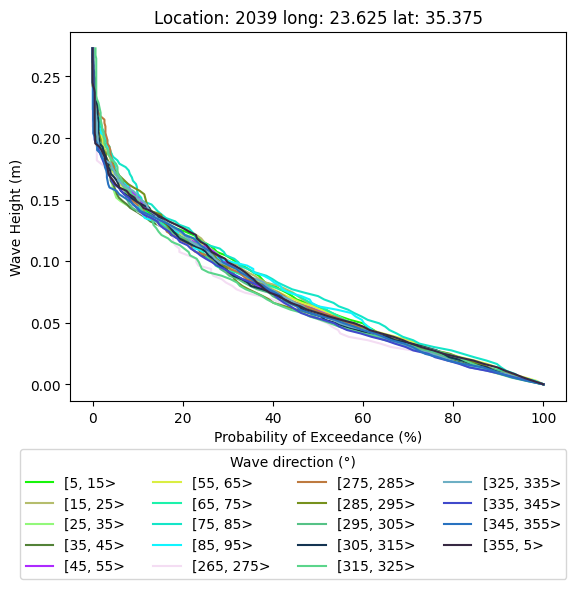 Location: 2039 long: 23.625 lat: 35.375
Wave Height (m)
0.25
0.20
0.15
0.10
0.05
0.00
0 20 40 60 80 100
Probability of Exceedance (%)
Wave direction (°)
[5, 15> [55, 65> [275, 285> [325, 335>
[15, 25> [65, 75> [285, 295> [335, 345>
[25, 35> [75, 85> [295, 305> [345, 355>
[35, 45> [85, 95> [305, 315> [355, 5>
[45, 55> [265, 275> [315, 325>